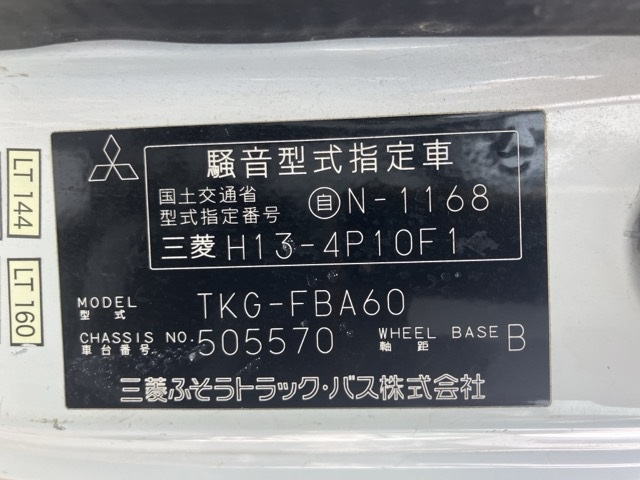 騒音型式指定車
国土交通省
型式指定番号
自 N-1168
三菱 H13-4P10F1
MODEL
型式
TKG-FBA60
CHASSIS NO.
車台番号
505570
WHEEL BASE
軸距
B
三菱ふそうトラック・バス株式会社
LT 144
LT 160